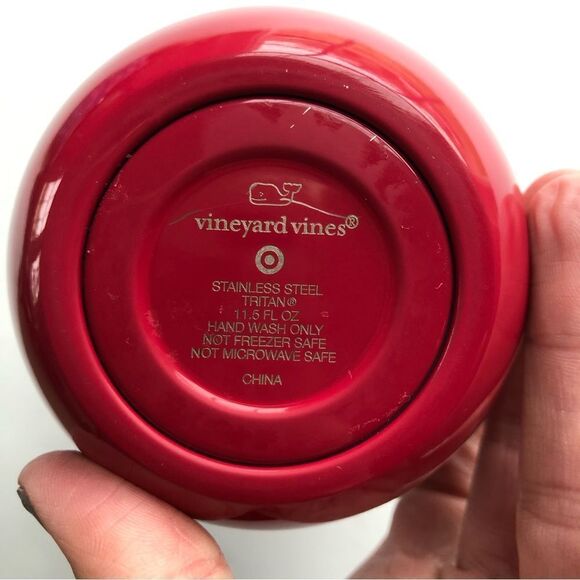 vineyard vines®
STAINLESS STEEL
TRITAN®
11.5 FL OZ
HAND WASH ONLY
NOT FREEZER SAFE
NOT MICROWAVE SAFE
CHINA